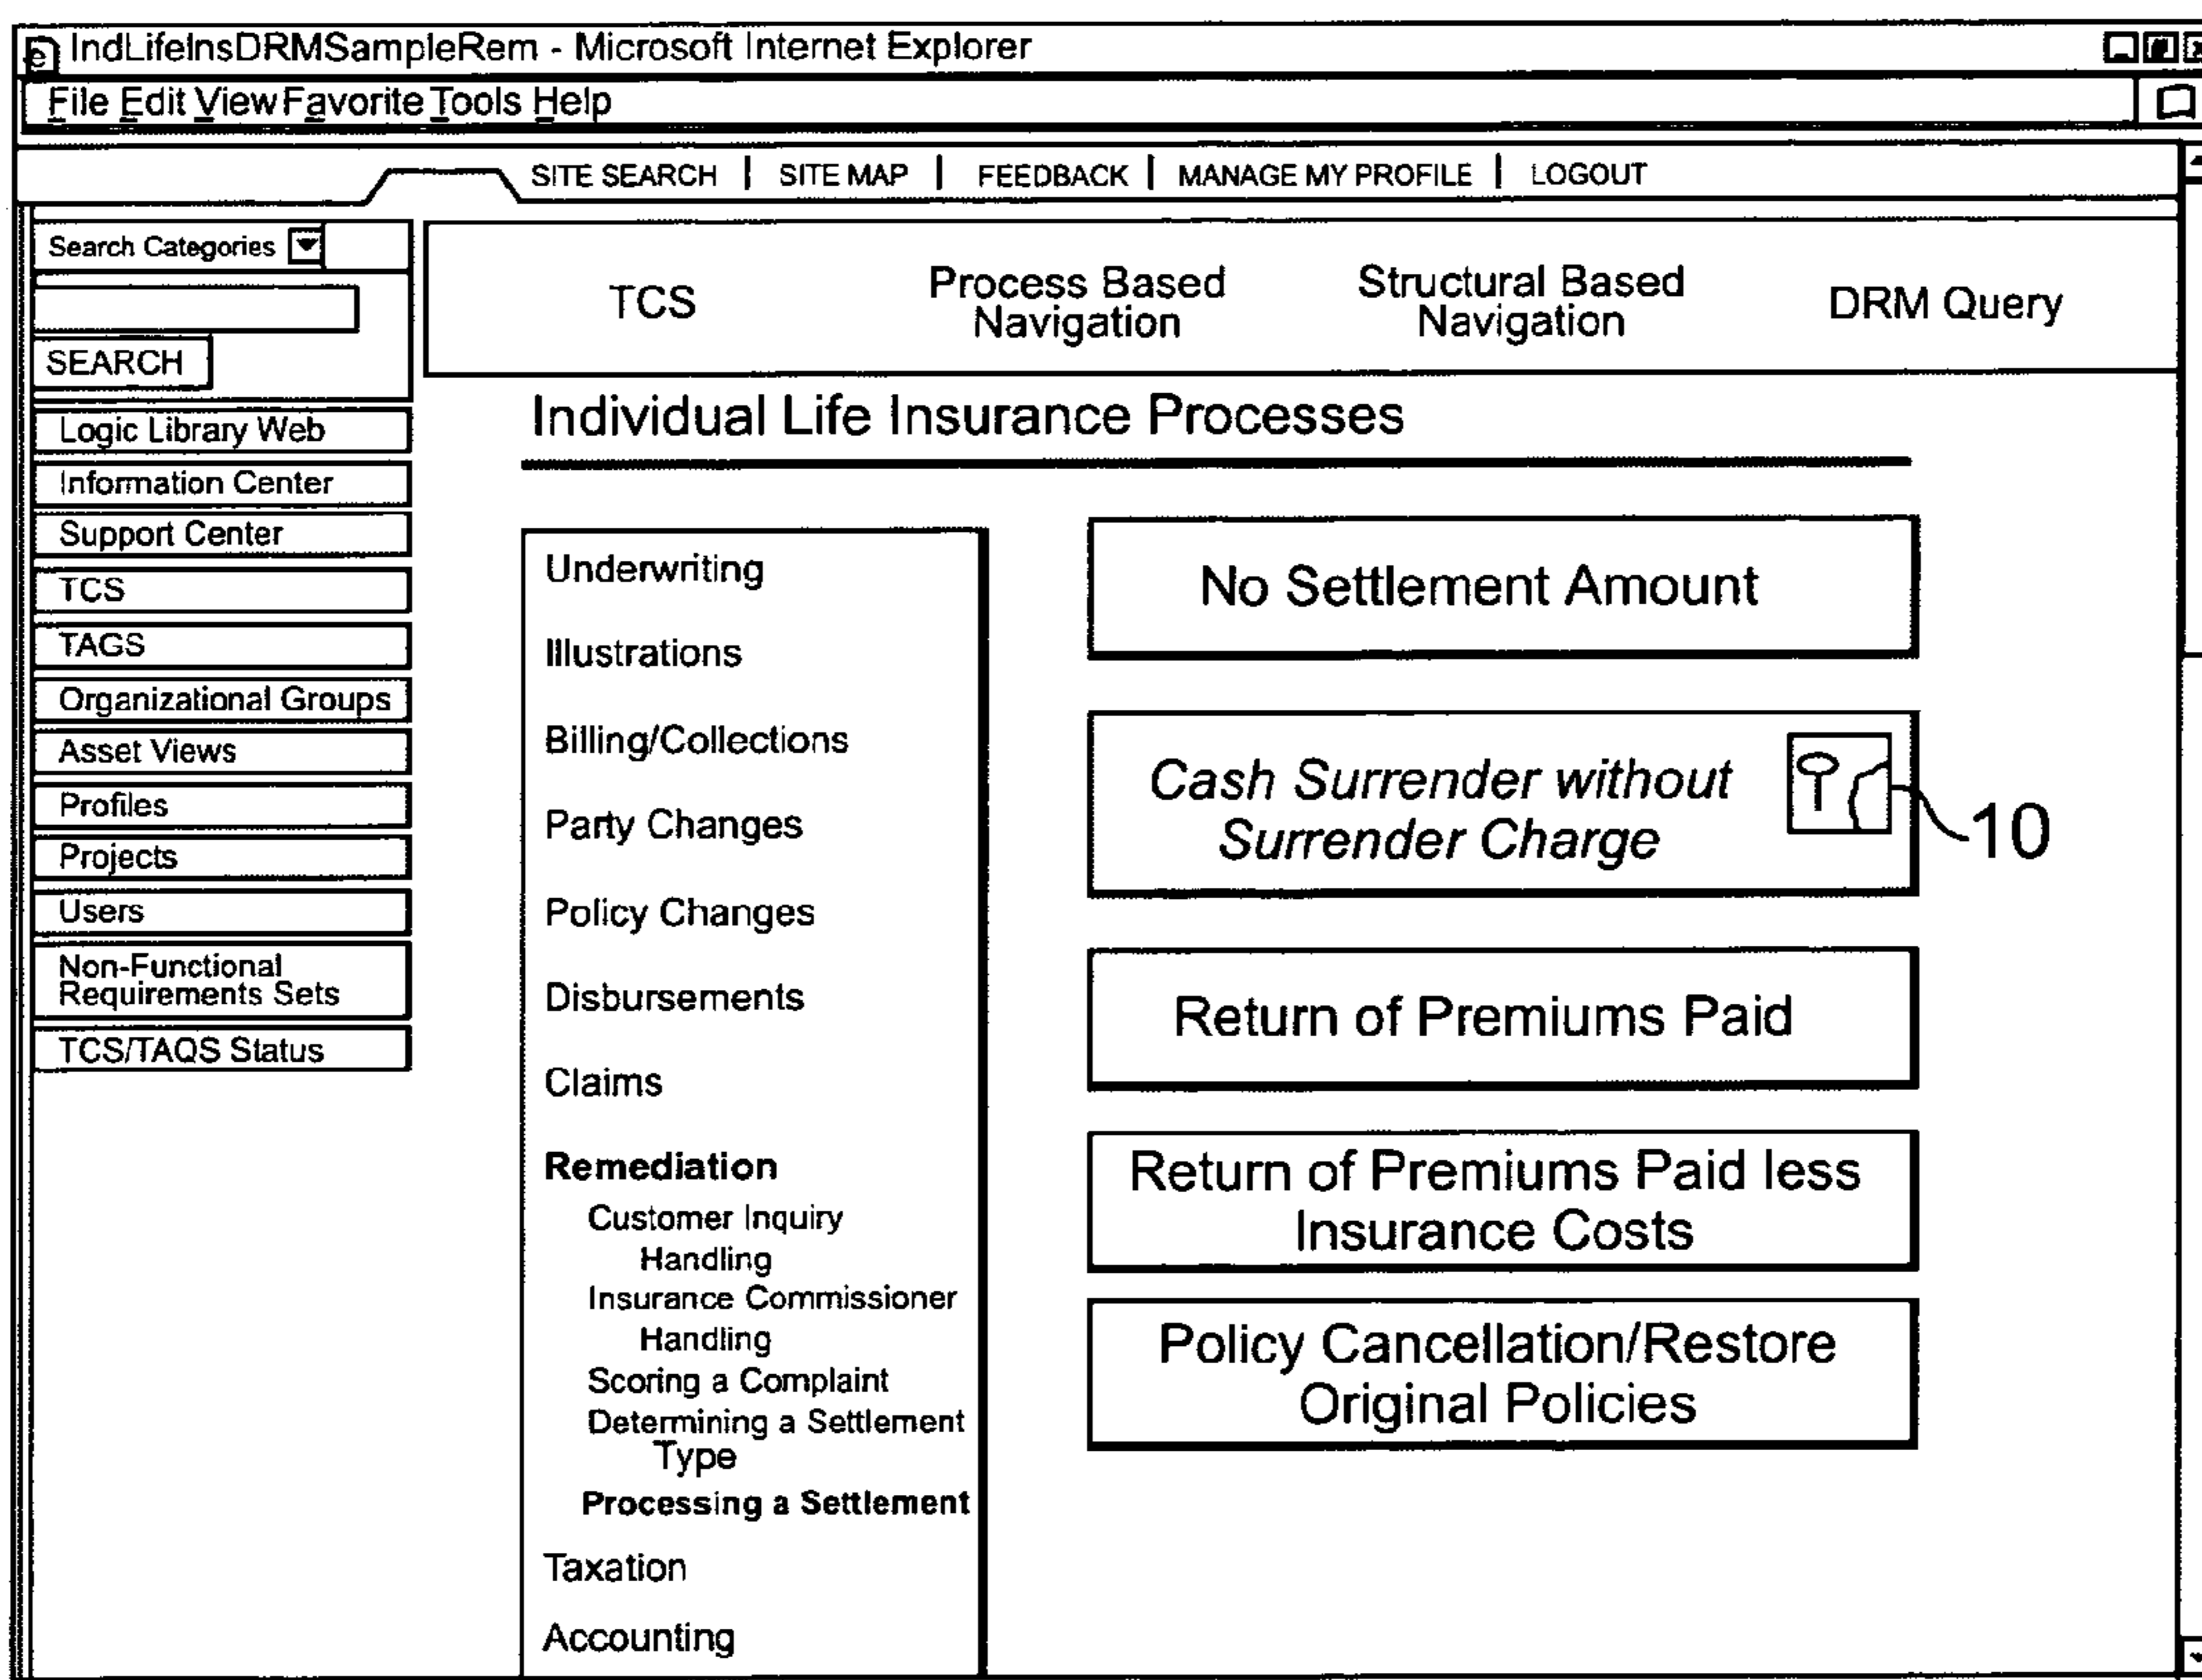 IndLifeInsDRMSampleRem - Microsoft Internet Explorer
File Edit View Favorite Tools Help
SITE SEARCH | SITE MAP | FEEDBACK | MANAGE MY PROFILE | LOGOUT
Search Categories
SEARCH
Logic Library Web
Information Center
Support Center
TCS
TAGS
Organizational Groups
Asset Views
Profiles
Projects
Users
Non-Functional
Requirements Sets
TCS/TAQS Status
TCS
Process Based
Navigation
Structural Based
Navigation
DRM Query
Individual Life Insurance Processes
Underwriting
Illustrations
Billing/Collections
Party Changes
Policy Changes
Disbursements
Claims
Remediation
Customer Inquiry
Handling
Insurance Commissioner
Handling
Scoring a Complaint
Determining a Settlement
Type
Processing a Settlement
Taxation
Accounting
No Settlement Amount
Cash Surrender without
Surrender Charge
10
Return of Premiums Paid
Return of Premiums Paid less
Insurance Costs
Policy Cancellation/Restore
Original Policies